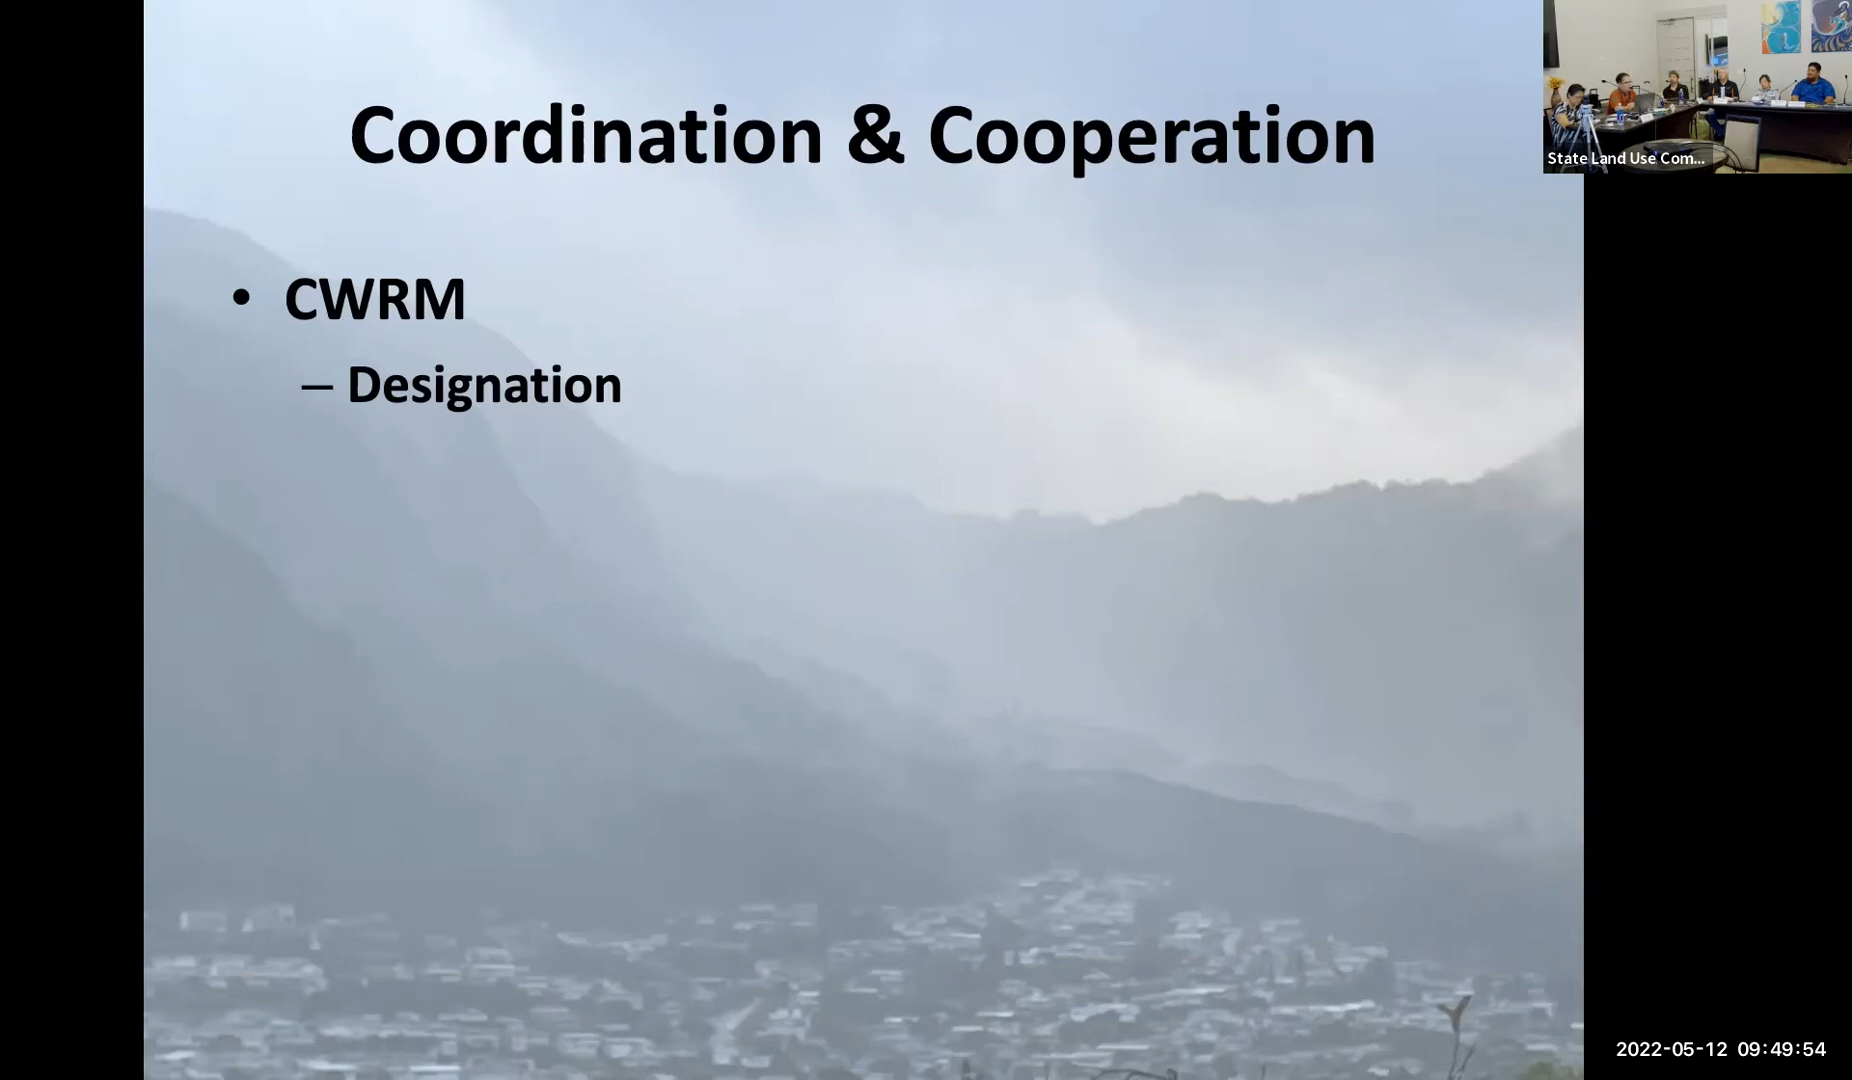 Coordination & Cooperation
State Land Use Com...
• CWRM
– Designation
2022-05-12 09:49:54